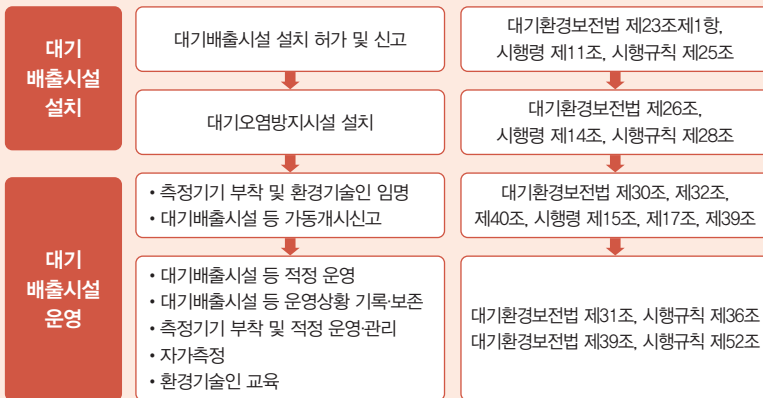 대기
배출시설
설치
대기배출시설 설치 허가 및 신고
대기환경보전법 제23조제1항,
시행령 제11조, 시행규칙 제25조
대기오염방지시설 설치
대기환경보전법 제26조,
시행령 제14조, 시행규칙 제28조
대기
배출시설
운영
• 측정기기 부착 및 환경기술인 임명
• 대기배출시설 등 가동개시신고
대기환경보전법 제30조, 제32조,
제40조, 시행령 제15조, 제17조, 제39조
• 대기배출시설 등 적정 운영
• 대기배출시설 등 운영상황 기록·보존
• 측정기기 부착 및 적정 운영·관리
• 자가측정
• 환경기술인 교육
대기환경보전법 제31조, 시행규칙 제36조
대기환경보전법 제39조, 시행규칙 제52조